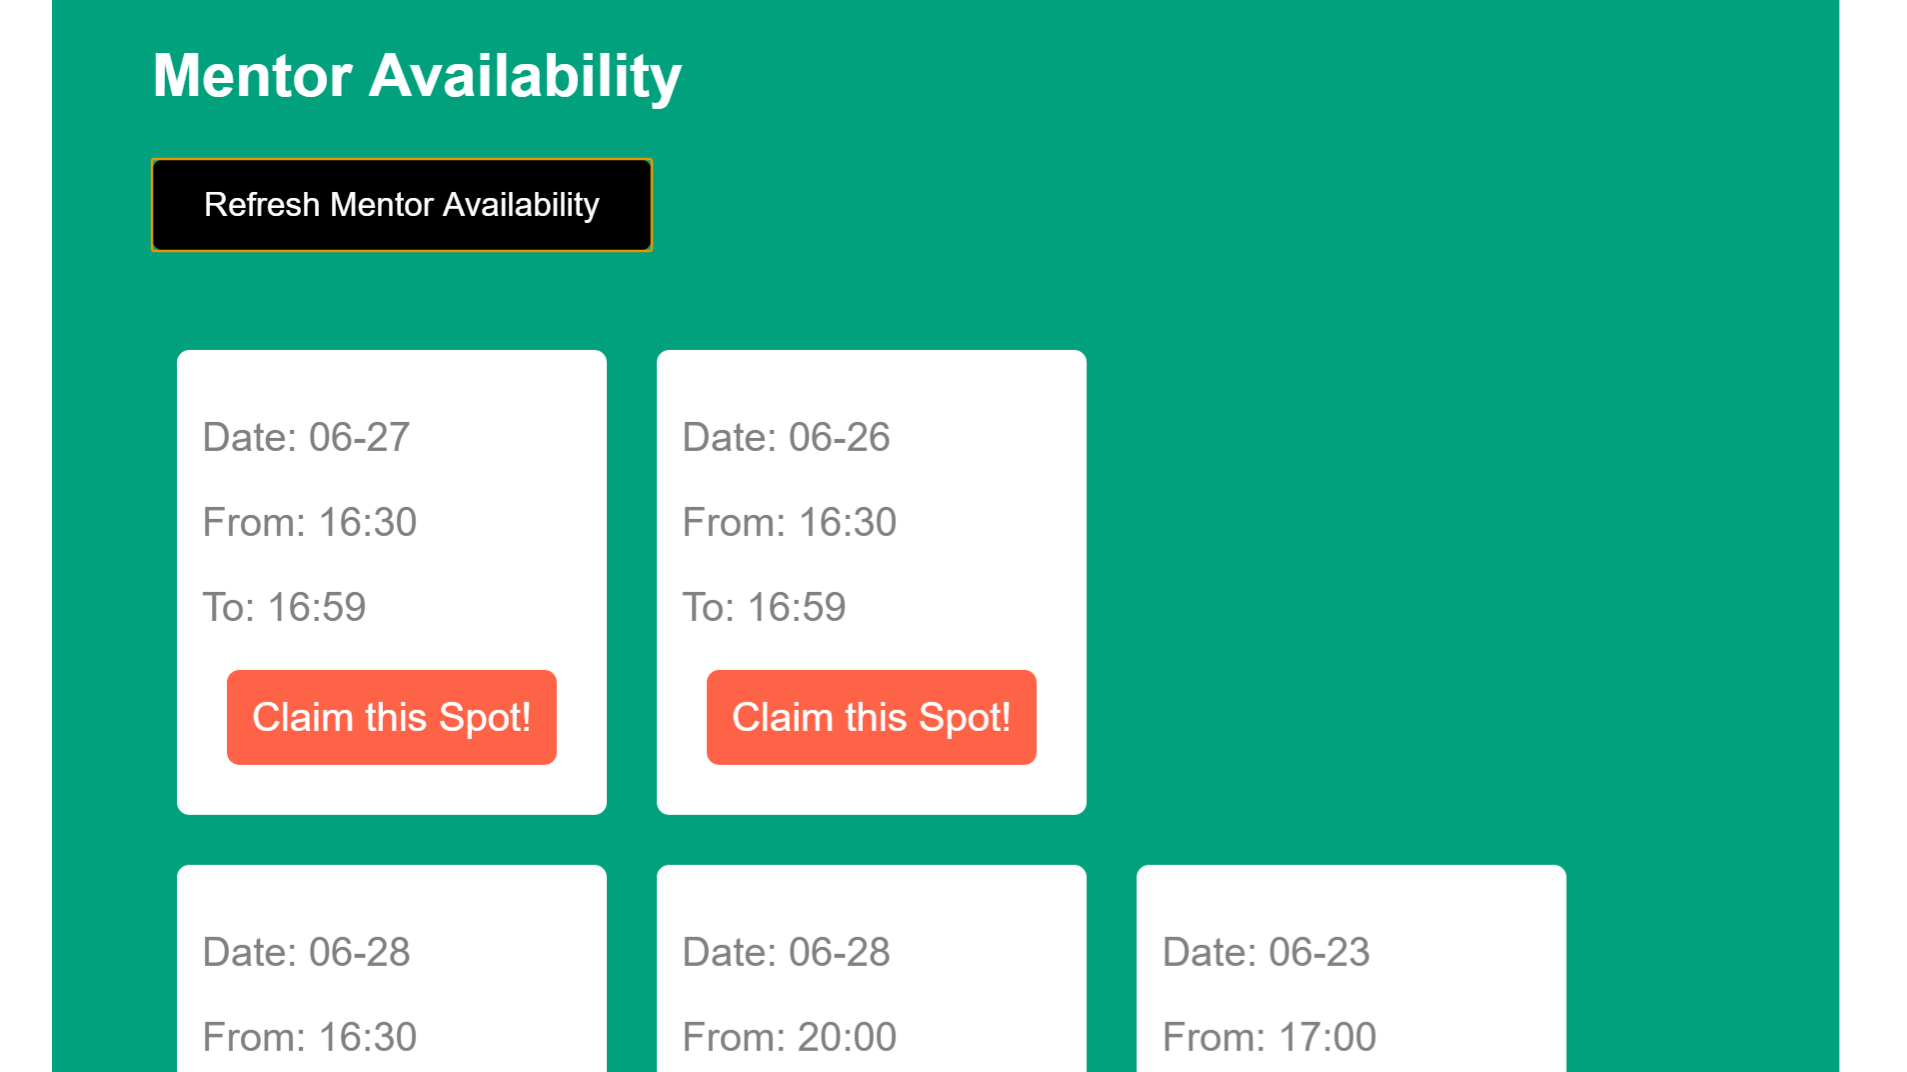 Mentor Availability
Refresh Mentor Availability
Date: 06-27
From: 16:30
To: 16:59
Claim this Spot!
Date: 06-26
From: 16:30
To: 16:59
Claim this Spot!
Date: 06-28
From: 16:30
Date: 06-28
From: 20:00
Date: 06-23
From: 17:00